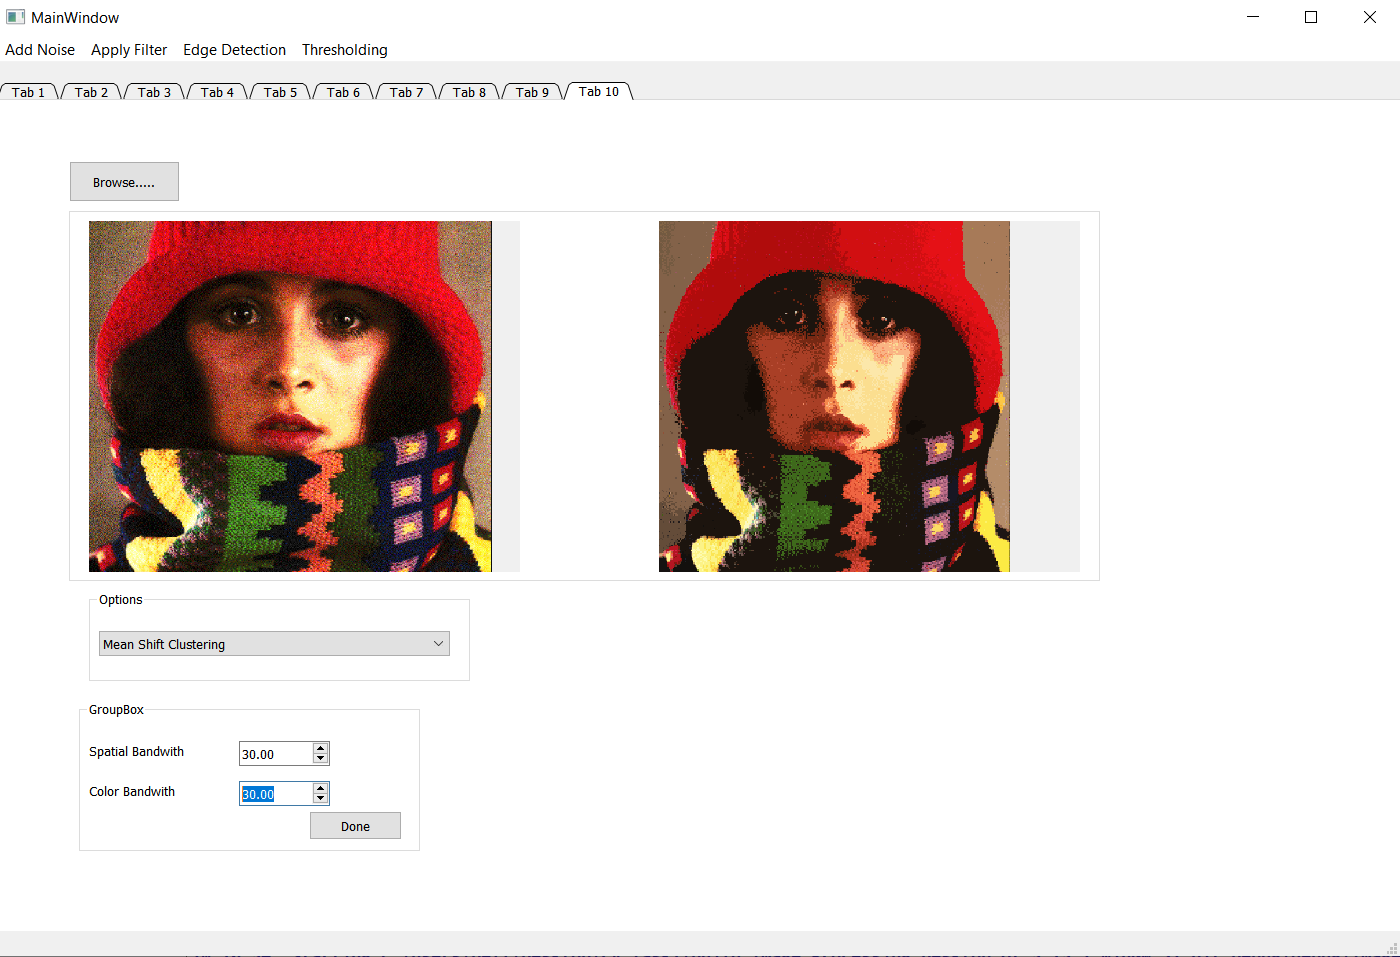 MainWindow
Add Noise Apply Filter Edge Detection Thresholding
Tab 1 Tab 2 Tab 3 Tab 4 Tab 5 Tab 6 Tab 7 Tab 8 Tab 9 Tab 10
Browse.....
Options
Mean Shift Clustering
GroupBox
Spatial Bandwith 30.00
Color Bandwith 30.00
Done